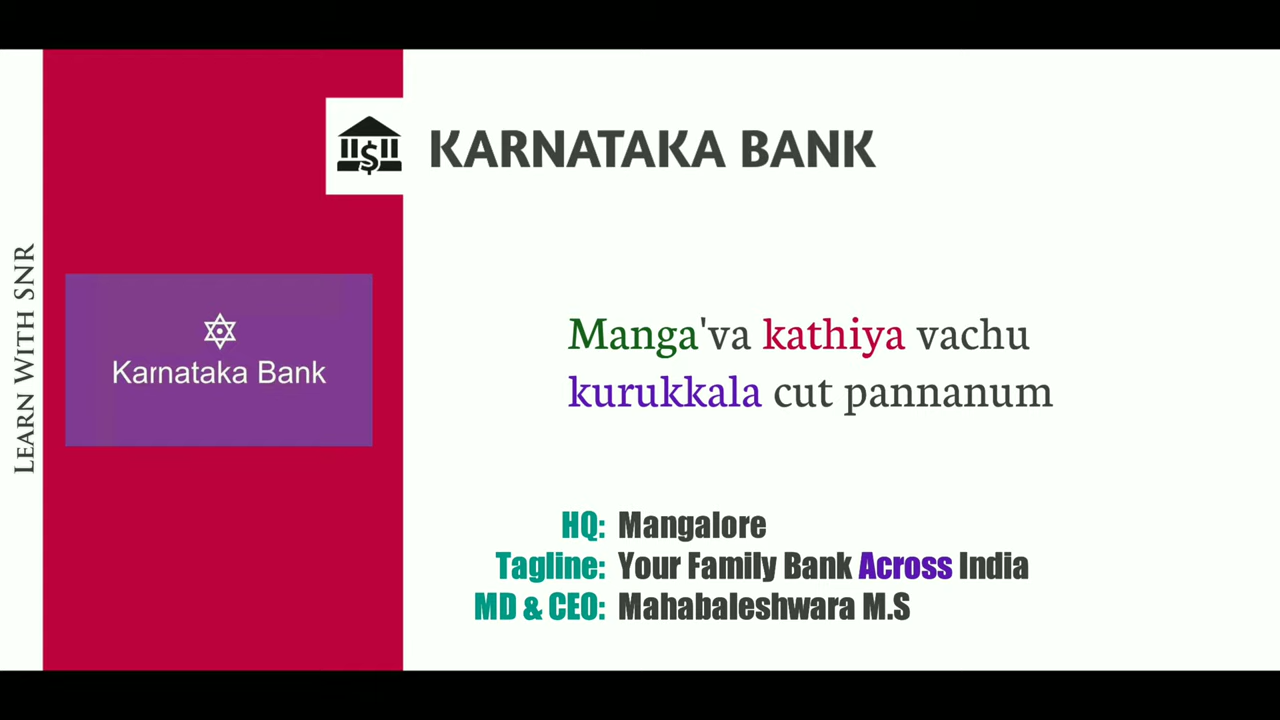 KARNATAKA BANK
LEARN WITH SNR
Karnataka Bank
Manga'va kathiya vachu
kurukkala cut pannanum
HQ: Mangalore
Tagline: Your Family Bank Across India
MD & CEO: Mahabaleshwara M.S